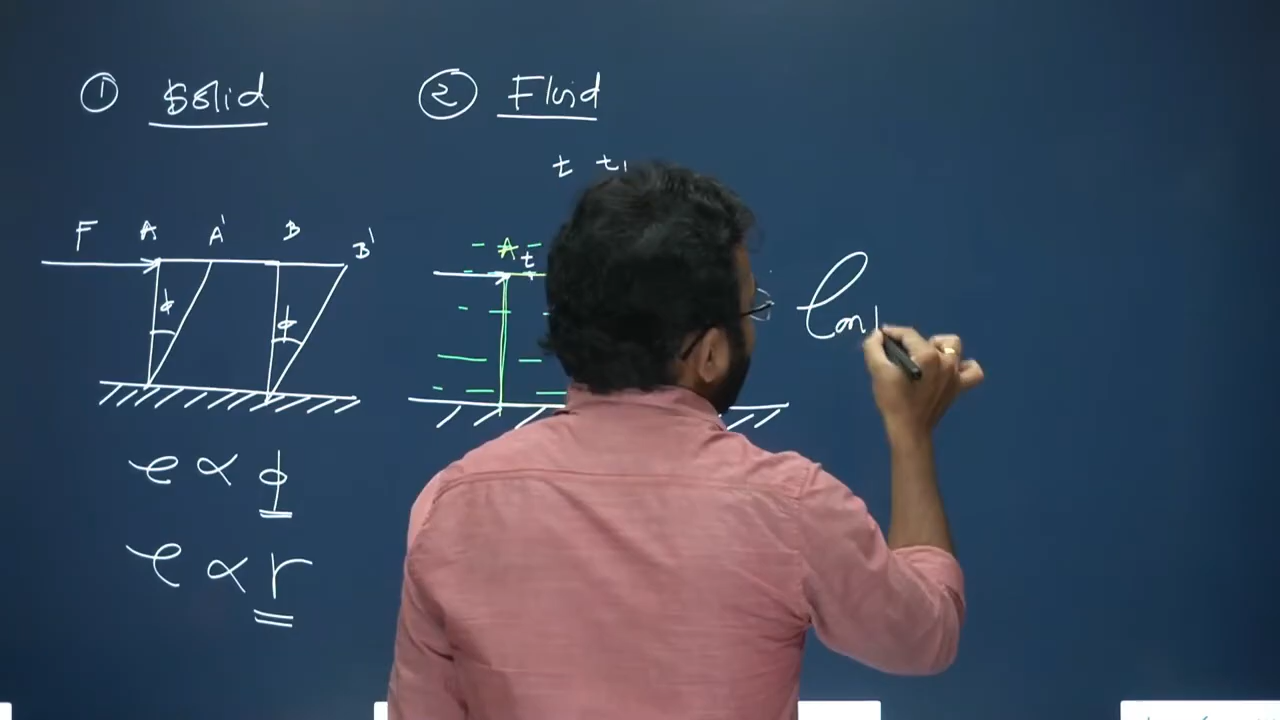 ① Solid
② Fluid
t t₁
F A A' B B'
ϕ ϕ
A
t
τ ∝ ϕ
τ ∝ r
Con